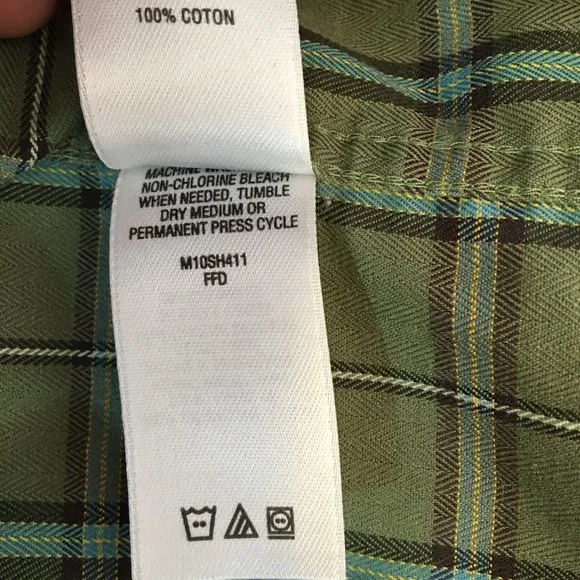 100% COTON
MACHINE
NON-CHLORINE BLEACH
WHEN NEEDED, TUMBLE
DRY MEDIUM OR
PERMANENT PRESS CYCLE
M10SH411
FFD